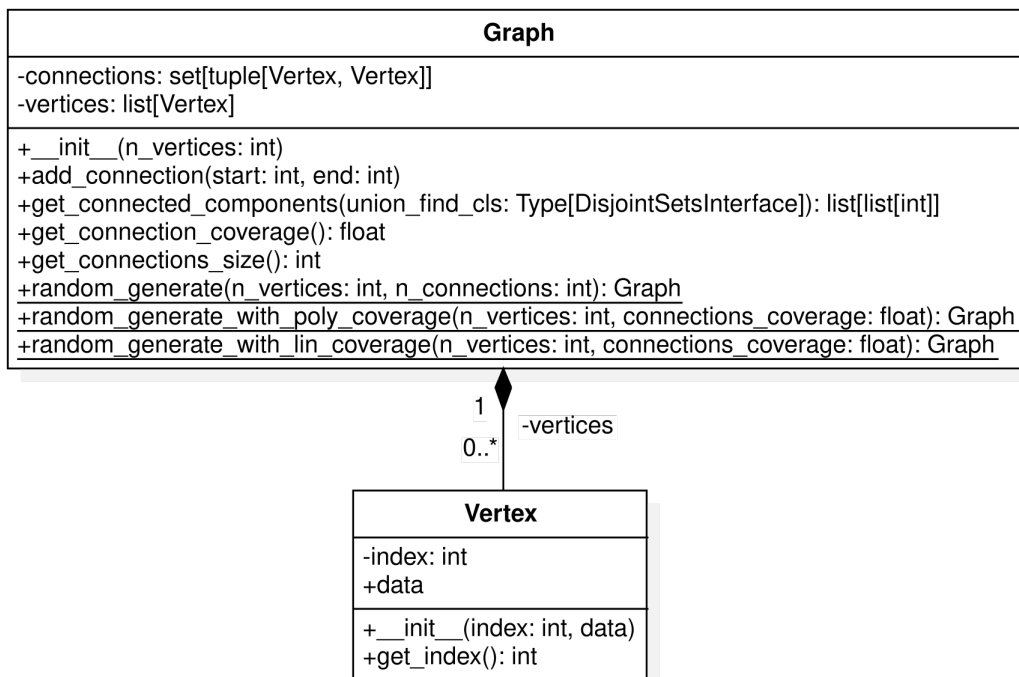 Graph
-connections: set[tuple[Vertex, Vertex]]
-vertices: list[Vertex]
+__init__(n_vertices: int)
+add_connection(start: int, end: int)
+get_connected_components(union_find_cls: Type[DisjointSetsInterface]): list[list[int]]
+get_connection_coverage(): float
+get_connections_size(): int
+random_generate(n_vertices: int, n_connections: int): Graph
+random_generate_with_poly_coverage(n_vertices: int, connections_coverage: float): Graph
+random_generate_with_lin_coverage(n_vertices: int, connections_coverage: float): Graph
1
-vertices
0..*
Vertex
-index: int
+data
+__init__(index: int, data)
+get_index(): int